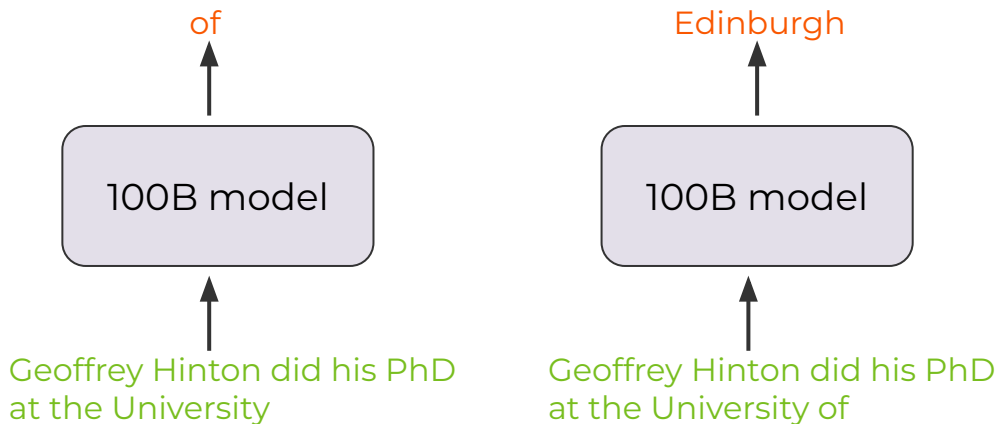 of
Edinburgh
100B model
100B model
Geoffrey Hinton did his PhD
at the University
Geoffrey Hinton did his PhD
at the University of